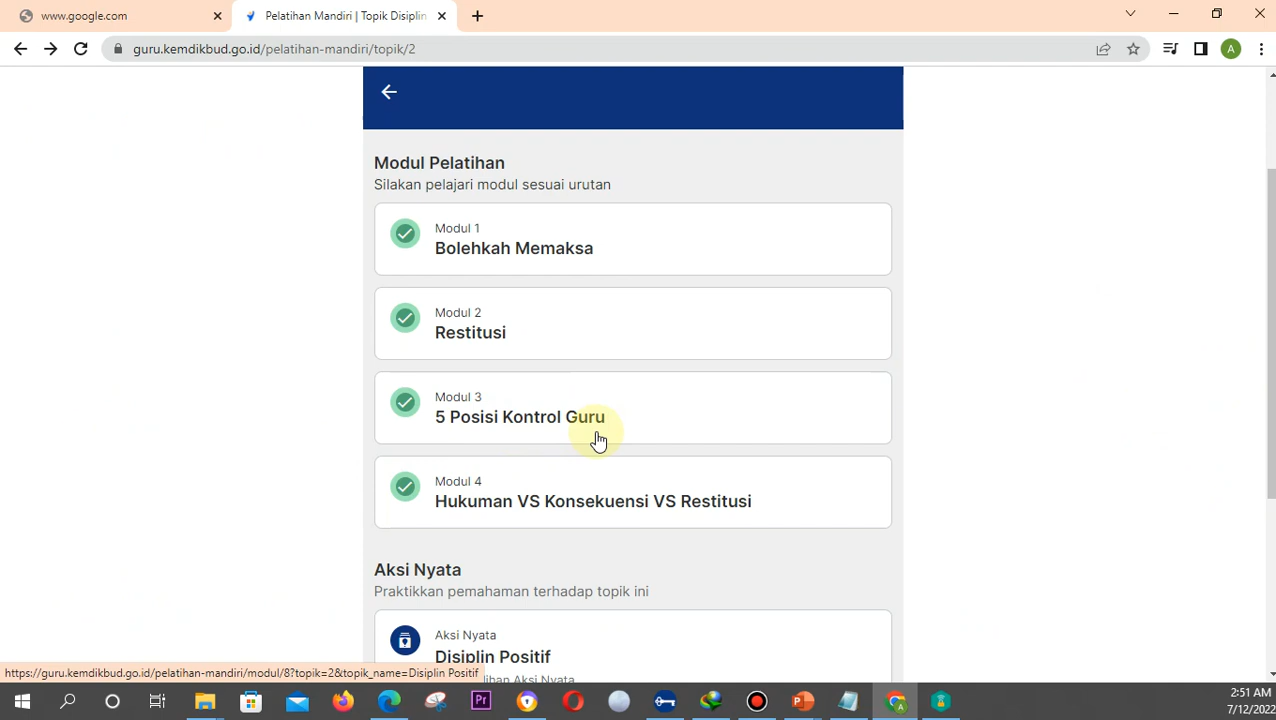 www.google.com
Pelatihan Mandiri | Topik Disiplin
guru.kemdikbud.go.id/pelatihan-mandiri/topik/2
A
Modul Pelatihan
Silakan pelajari modul sesuai urutan
Modul 1
Bolehkah Memaksa
Modul 2
Restitusi
Modul 3
5 Posisi Kontrol Guru
Modul 4
Hukuman VS Konsekuensi VS Restitusi
Aksi Nyata
Praktikkan pemahaman terhadap topik ini
Aksi Nyata
Disiplin Positif
Aksi Nyata
https://guru.kemdikbud.go.id/pelatihan-mandiri/modul/8?topik=2&topik_name=Disiplin Positif
Pr
A
2:51 AM
7/12/2022